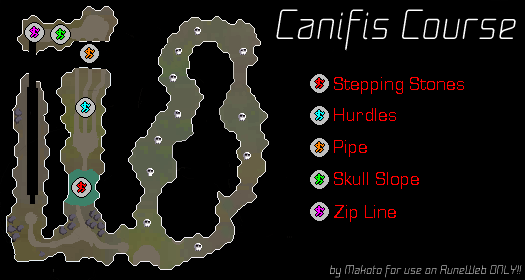 Canifis Course
Stepping Stones
Hurdles
Pipe
Skull Slope
Zip Line
by Makoto for use on RuneWeb ONLY!!